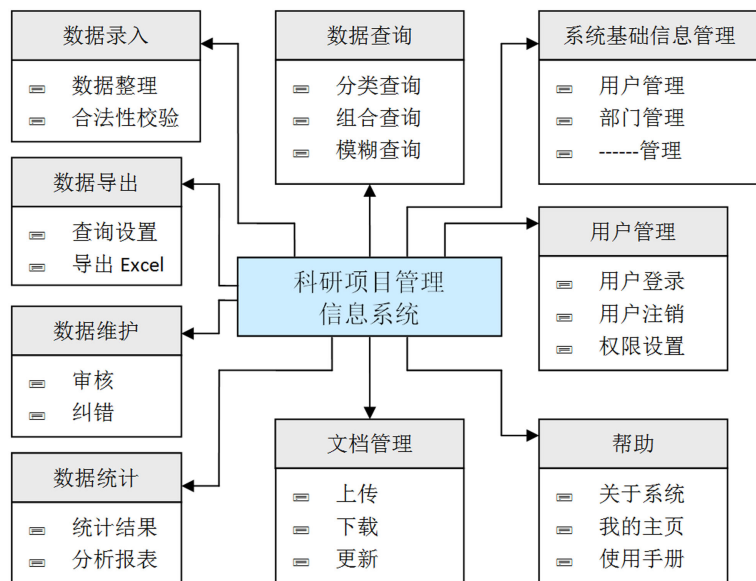 数据录入
数据整理
合法性校验
数据查询
分类查询
组合查询
模糊查询
系统基础信息管理
用户管理
部门管理
------管理
数据导出
查询设置
导出 Excel
用户管理
用户登录
用户注销
权限设置
科研项目管理
信息系统
数据维护
审核
纠错
数据统计
统计结果
分析报表
文档管理
上传
下载
更新
帮助
关于系统
我的主页
使用手册